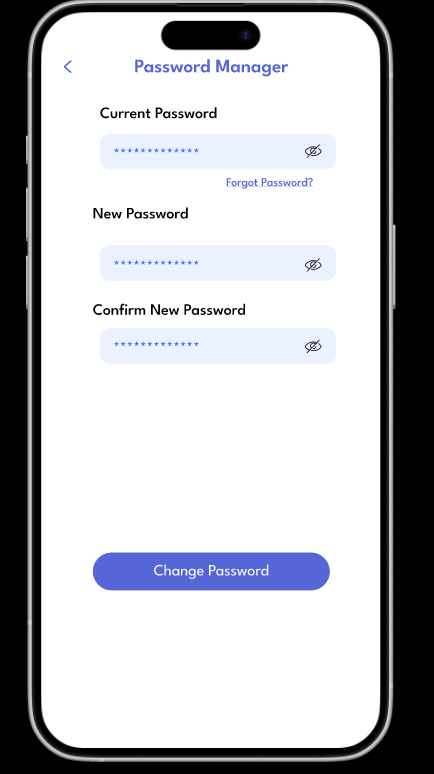 Password Manager
Current Password
*************
Forgot Password?
New Password
*************
Confirm New Password
*************
Change Password